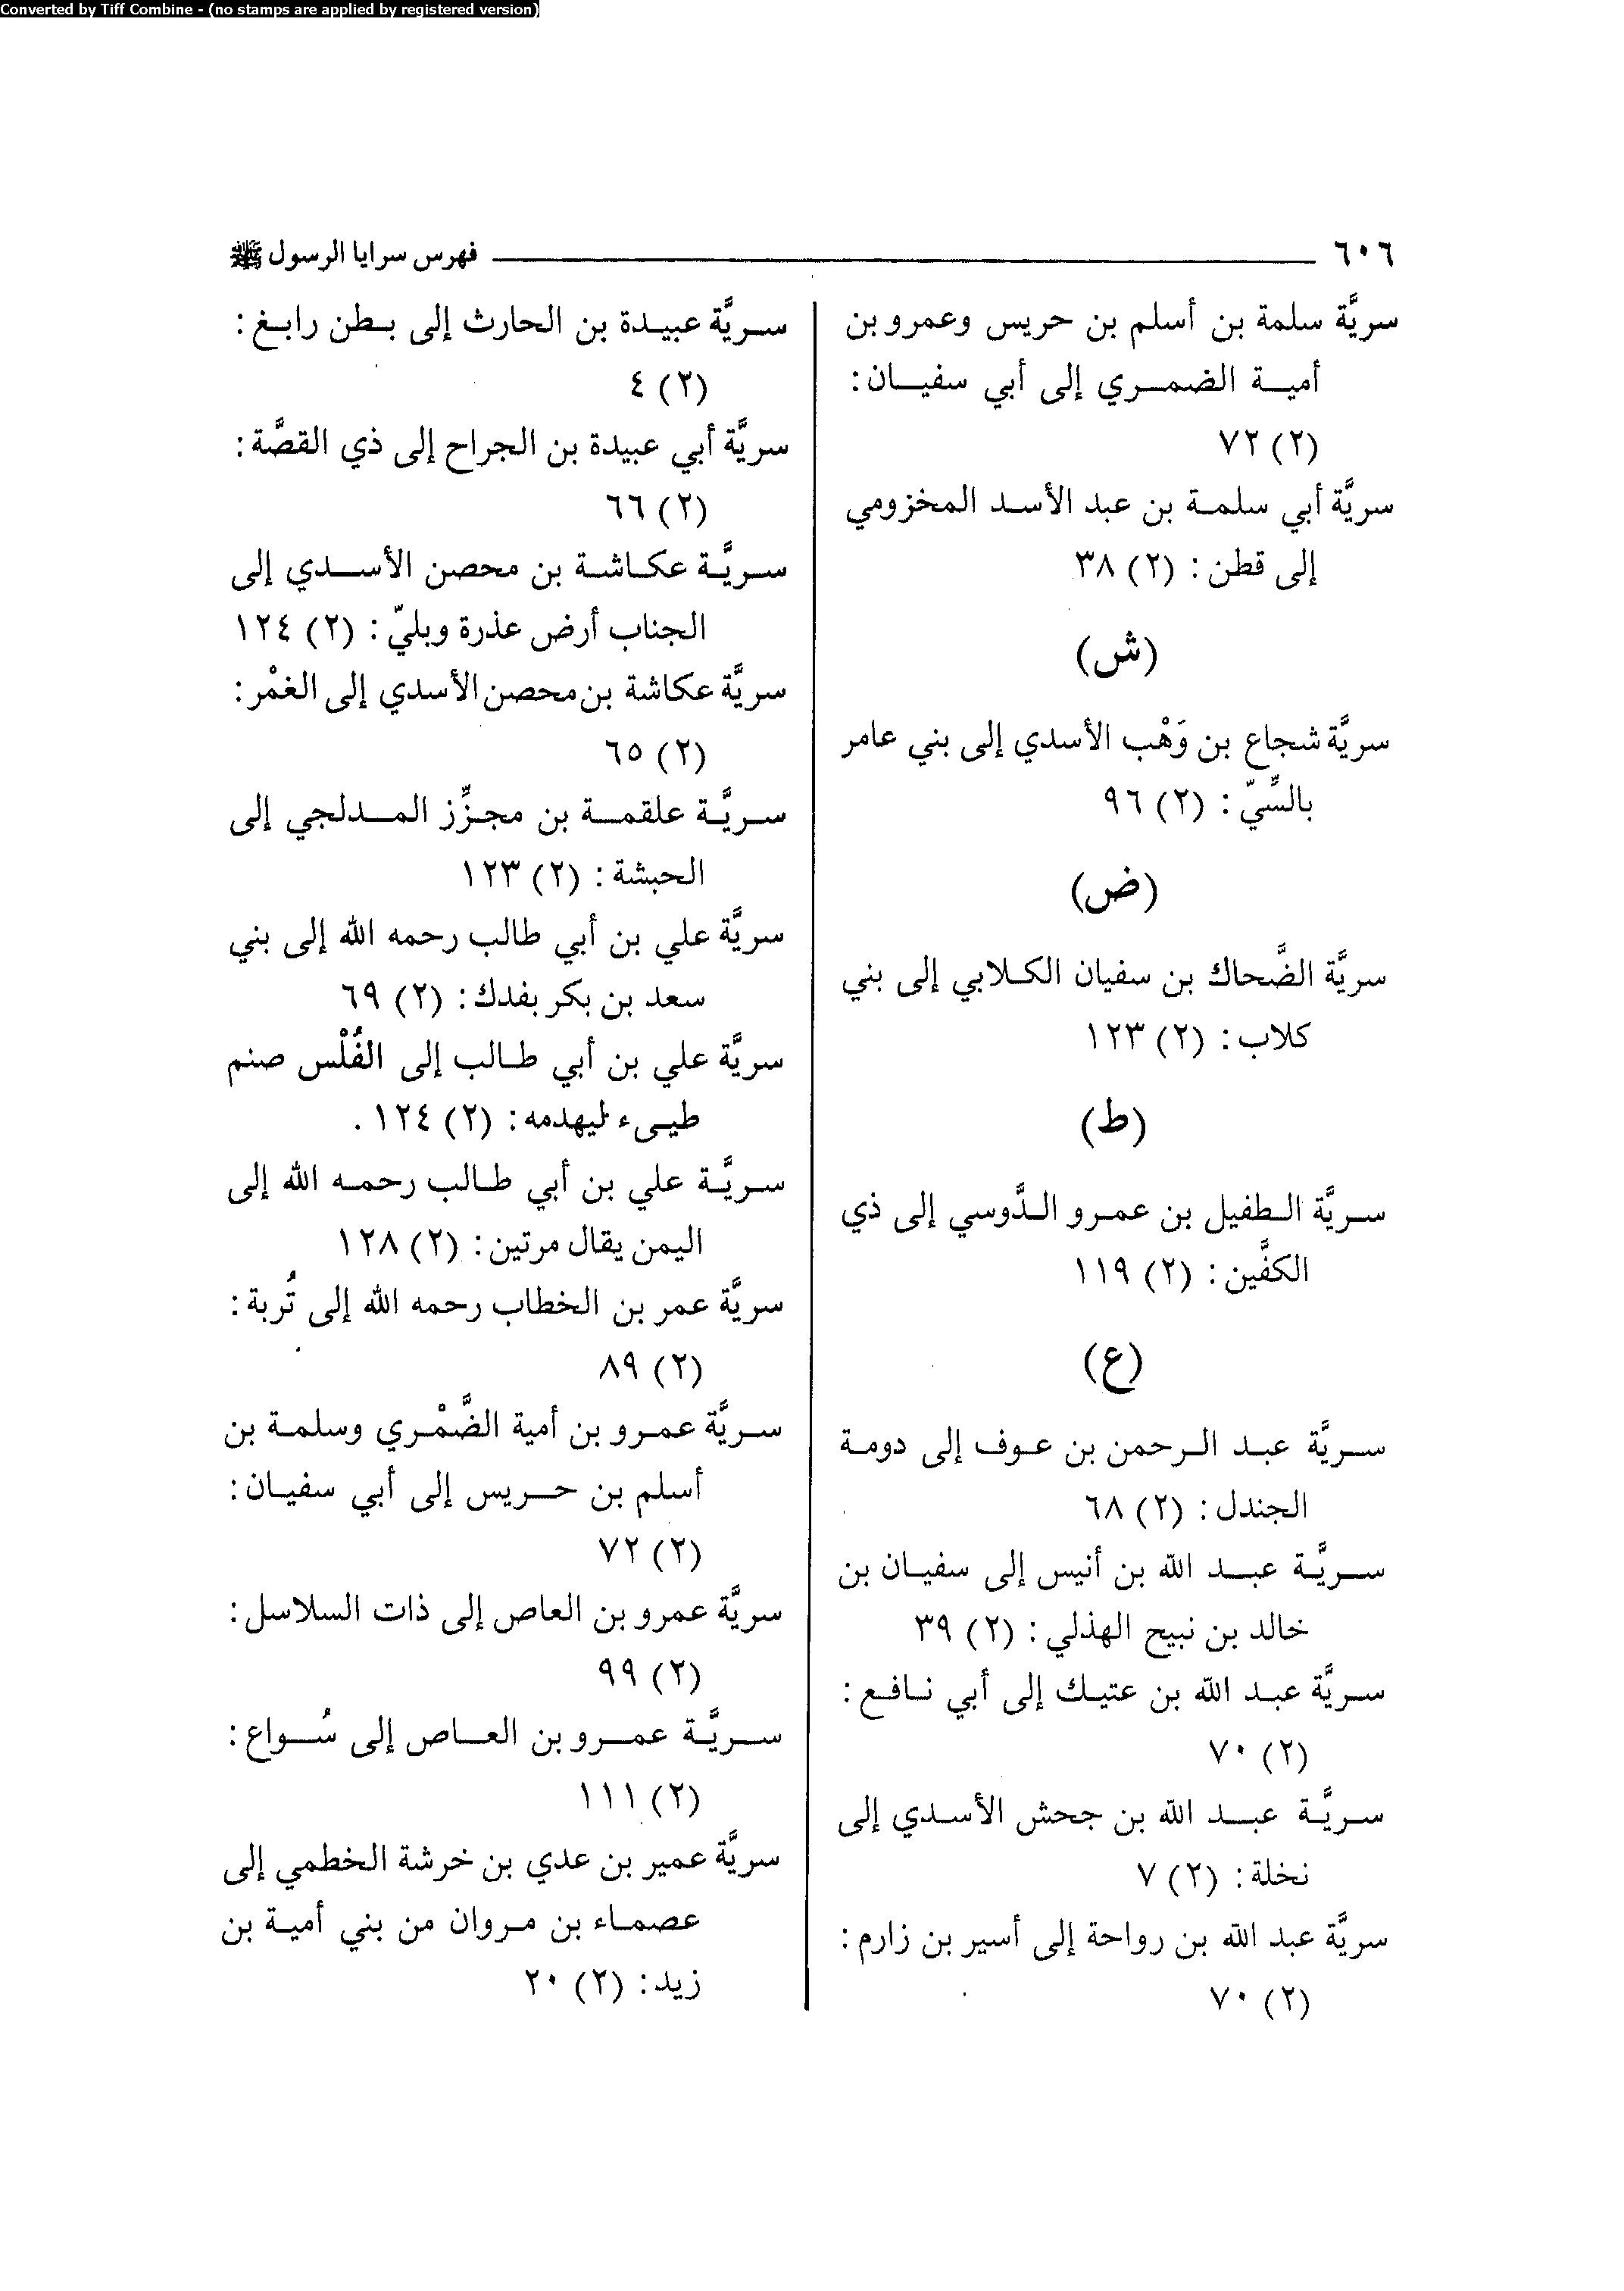 Converted by Tiff Combine - (no stamps are applied by registered version)
٦٠٦ فهرس سرايا الرسول ﷺ
سريَّة سلمة بن أسلم بن حريس وعمرو بن
أمية الضمري إلى أبي سفيان:
(٢) ٧٢
سريَّة أبي سلمة بن عبد الأسد المخزومي
إلى قطن: (٢) ٣٨
(ش)
سريَّة شجاع بن وَهْب الأسدي إلى بني عامر
بالسِّيّ: (٢) ٩٦
(ض)
سريَّة الضَّحاك بن سفيان الكلابي إلى بني
كلاب: (٢) ١٢٣
(ط)
سريَّة الطفيل بن عمرو الدَّوسي إلى ذي
الكفَّين: (٢) ١١٩
(ع)
سريَّة عبد الرحمن بن عوف إلى دومة
الجندل: (٢) ٦٨
سريَّة عبد الله بن أنيس إلى سفيان بن
خالد بن نبيح الهذلي: (٢) ٣٩
سريَّة عبد الله بن عتيك إلى أبي نافع:
(٢) ٧٠
سريَّة عبد الله بن جحش الأسدي إلى
نخلة: (٢) ٧
سريَّة عبد الله بن رواحة إلى أسير بن زارم:
(٢) ٧٠
سريَّة عبيدة بن الحارث إلى بطن رابغ:
(٢) ٤
سريَّة أبي عبيدة بن الجراح إلى ذي القصَّة:
(٢) ٦٦
سريَّة عكاشة بن محصن الأسدي إلى
الجناب أرض عذرة وبليّ: (٢) ١٢٤
سريَّة عكاشة بن محصن الأسدي إلى الغمْر:
(٢) ٦٥
سريَّة علقمة بن مجزِّز المدلجي إلى
الحبشة: (٢) ١٢٣
سريَّة علي بن أبي طالب رحمه الله إلى بني
سعد بن بكر بفدك: (٢) ٦٩
سريَّة علي بن أبي طالب إلى الفُلْس صنم
طيىء ليهدمه: (٢) ١٢٤.
سريَّة علي بن أبي طالب رحمه الله إلى
اليمن يقال مرتين: (٢) ١٢٨
سريَّة عمر بن الخطاب رحمه الله إلى تُربة:
(٢) ٨٩
سريَّة عمرو بن أمية الضَّمْري وسلمة بن
أسلم بن حريس إلى أبي سفيان:
(٢) ٧٢
سريَّة عمرو بن العاص إلى ذات السلاسل:
(٢) ٩٩
سريَّة عمرو بن العاص إلى سُواع:
(٢) ١١١
سريَّة عمير بن عدي بن خرشة الخطمي إلى
عصماء بن مروان من بني أمية بن
زيد: (٢) ٢٠